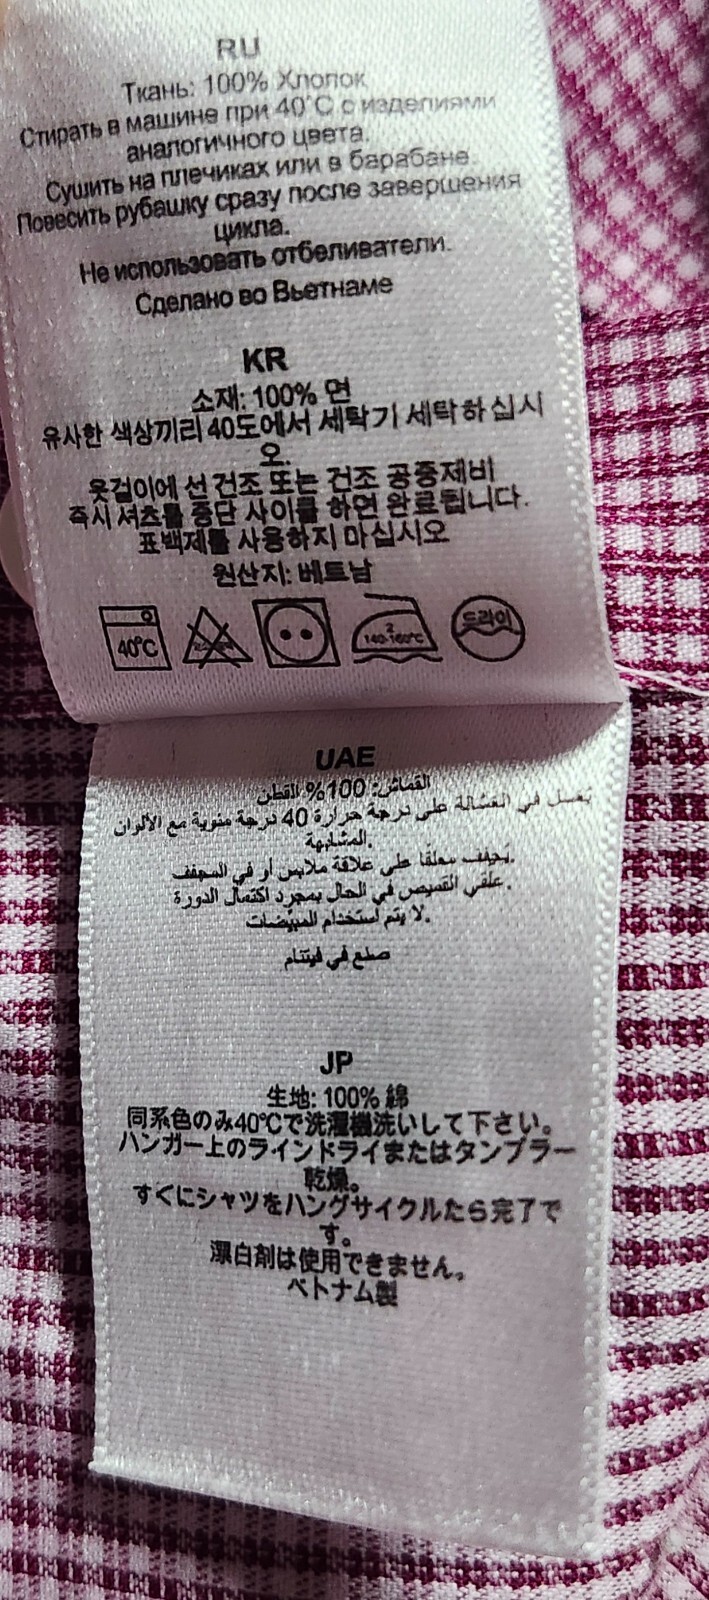 RU
Ткань: 100% Хлопок
Стирать в машине при 40°C с изделиями
аналогичного цвета.
Сушить на плечиках или в барабане.
Повесить рубашку сразу после завершения
цикла.
Не использовать отбеливатели.
Сделано во Вьетнаме
KR
소재: 100% 면
유사한 색상끼리 40도에서 세탁기 세탁하십시
오.
옷걸이에 선 건조 또는 건조 공중제비
즉시 셔츠를 중단 사이를 하면 완료됩니다.
표백제를 사용하지 마십시오
원산지: 베트남
40°C
2
140-160°C
드라이
UAE
القماش: 100% القطن
يُغسل في الغسّالة على درجة حرارة 40 درجة مئوية مع الألوان
المشابهة.
يُجفف معلقًا على علاقة ملابس أو في المجفف.
علّقي القميص في الحال بمجرد اكتمال الدورة.
لا يتم استخدام المبيّضات.
صنع في فيتنام
JP
生地: 100% 綿
同系色のみ40℃で洗濯機洗いして下さい。
ハンガー上のラインドライまたはタンブラー
乾燥。
すぐにシャツをハングサイクルたら完了で
す。
漂白剤は使用できません。
ベトナム製